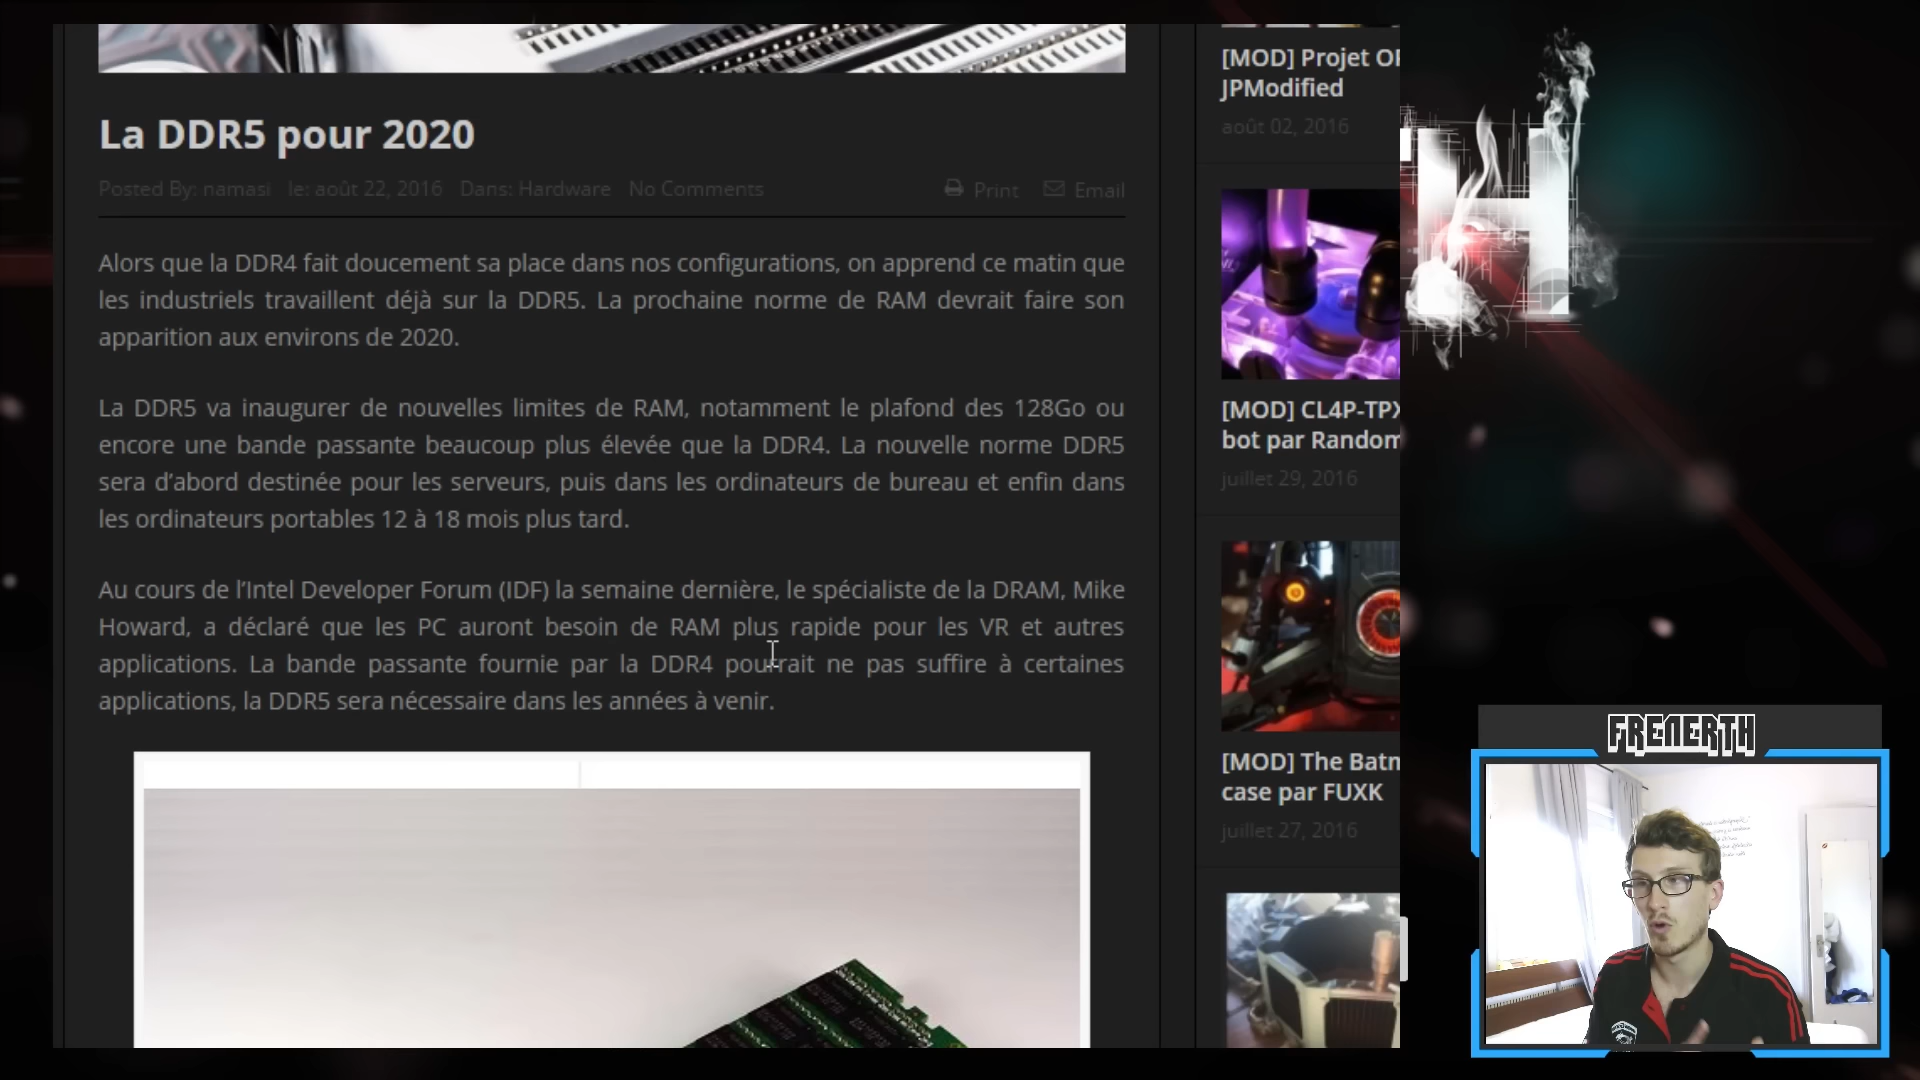 La DDR5 pour 2020
Posted By: namasi le: août 22, 2016 Dans: Hardware No Comments
Print Email
Alors que la DDR4 fait doucement sa place dans nos configurations, on apprend ce matin que
les industriels travaillent déjà sur la DDR5. La prochaine norme de RAM devrait faire son
apparition aux environs de 2020.
La DDR5 va inaugurer de nouvelles limites de RAM, notamment le plafond des 128Go ou
encore une bande passante beaucoup plus élevée que la DDR4. La nouvelle norme DDR5
sera d’abord destinée pour les serveurs, puis dans les ordinateurs de bureau et enfin dans
les ordinateurs portables 12 à 18 mois plus tard.
Au cours de l’Intel Developer Forum (IDF) la semaine dernière, le spécialiste de la DRAM, Mike
Howard, a déclaré que les PC auront besoin de RAM plus rapide pour les VR et autres
applications. La bande passante fournie par la DDR4 pourrait ne pas suffire à certaines
applications, la DDR5 sera nécessaire dans les années à venir.
[MOD] Projet
JPModified
août 02, 2016
[MOD] CL4P-TP
bot par Random
juillet 29, 2016
[MOD] The Bat
case par FUXK
juillet 27, 2016
H
FRENERTH